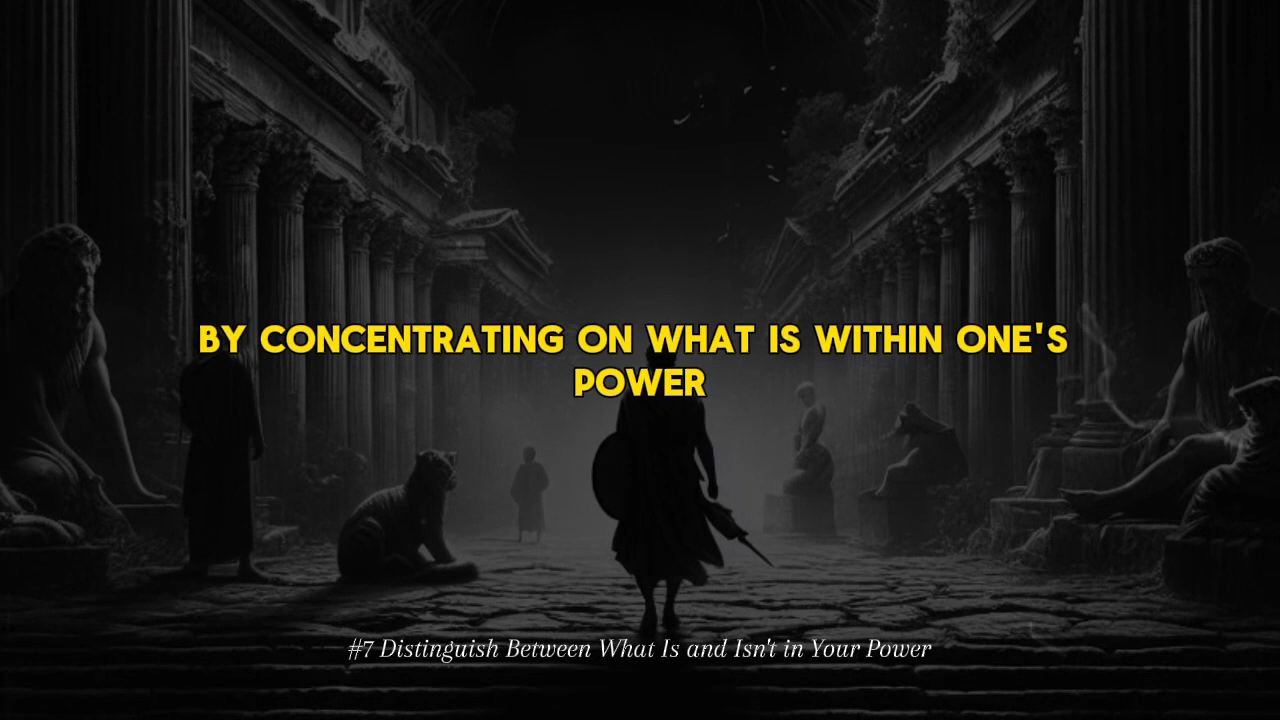 BY CONCENTRATING ON WHAT IS WITHIN ONE'S
POWER
#7 Distinguish Between What Is and Isn't in Your Power